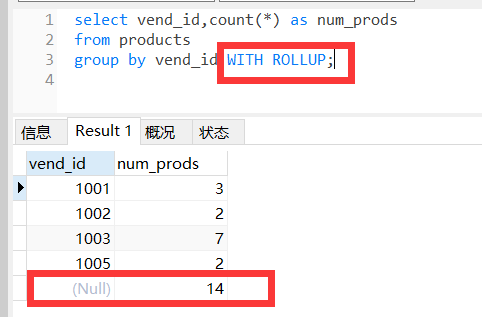 1 select vend_id,count(*) as num_prods
2 from products
3 group by vend_id WITH ROLLUP;
4
信息 Result 1 概况 状态
vend_id num_prods
1001 3
1002 2
1003 7
1005 2
(Null) 14